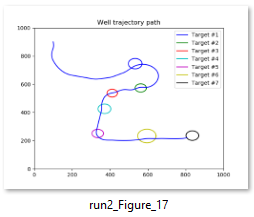 Well trajectory path
1000
800
600
400
200
0
0 200 400 600 800 1000
Target #1
Target #2
Target #3
Target #4
Target #5
Target #6
Target #7
run2_Figure_17